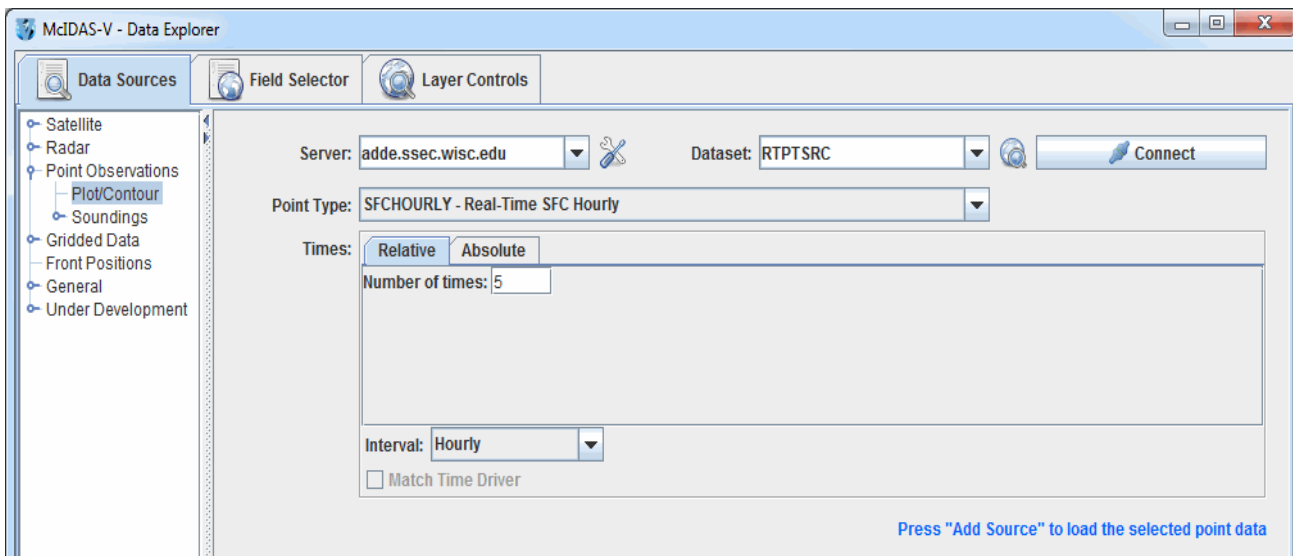 McIDAS-V - Data Explorer
Data Sources Field Selector Layer Controls
Satellite
Radar
Point Observations
Plot/Contour
Soundings
Gridded Data
Front Positions
General
Under Development
Server: adde.ssec.wisc.edu Dataset: RTPTSRC Connect
Point Type: SFCHOURLY - Real-Time SFC Hourly
Times: Relative Absolute
Number of times: 5
Interval: Hourly
Match Time Driver
Press "Add Source" to load the selected point data